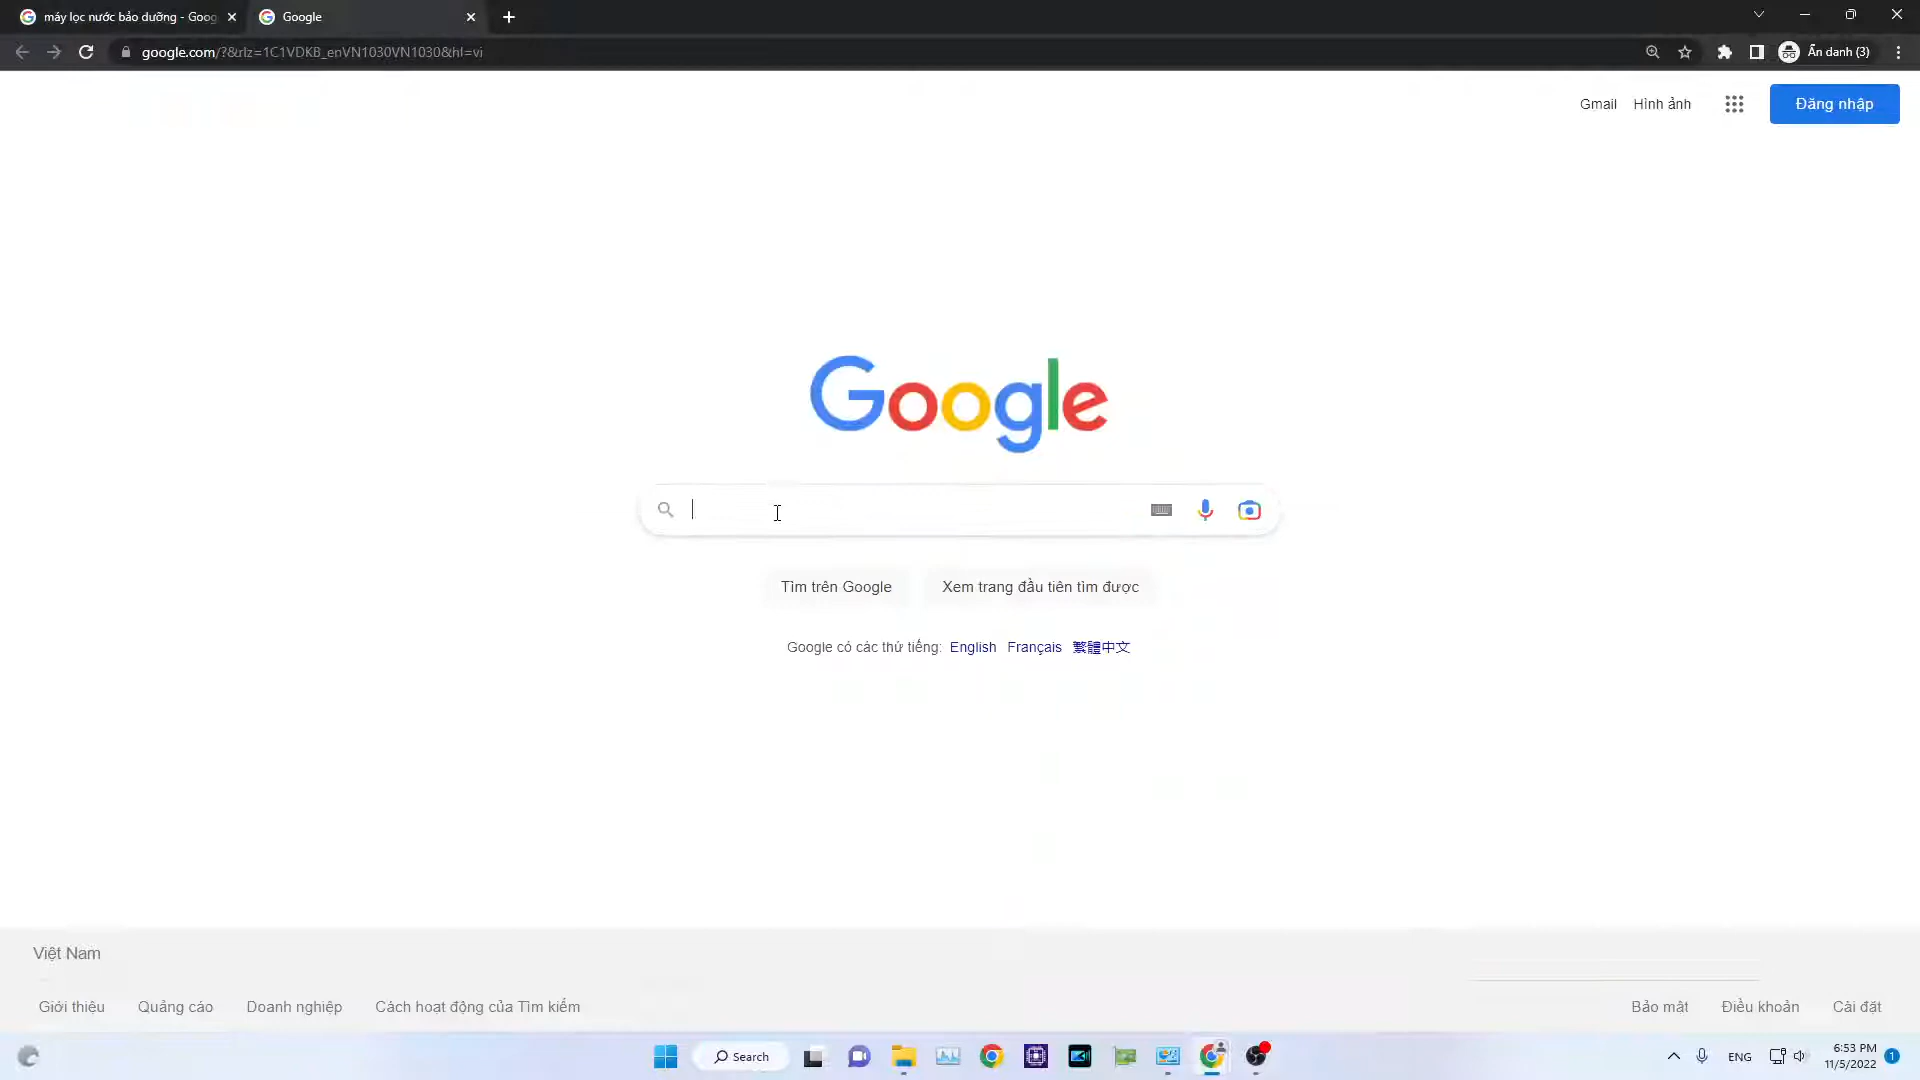 máy lọc nước bảo dưỡng - Goog
Google
google.com/?&rlz=1C1VDKB_enVN1030VN1030&hl=vi
Ẩn danh (3)
Gmail Hình ảnh
Đăng nhập
Google
Tìm trên Google
Xem trang đầu tiên tìm được
Google có các thứ tiếng: English Français 繁體中文
Việt Nam
Giới thiệu Quảng cáo Doanh nghiệp Cách hoạt động của Tìm kiếm
Bảo mật Điều khoản Cài đặt
Search
ENG
6:53 PM
11/5/2022
1